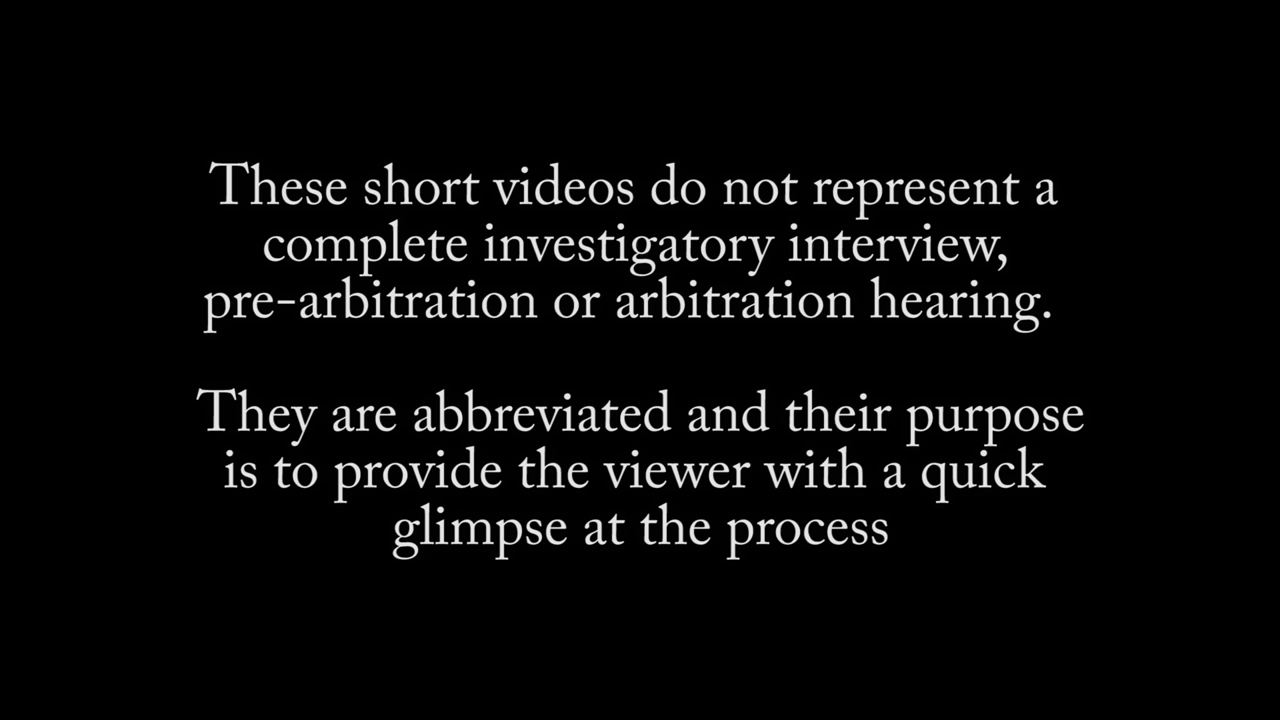 These short videos do not represent a
complete investigatory interview,
pre-arbitration or arbitration hearing.
They are abbreviated and their purpose
is to provide the viewer with a quick
glimpse at the process